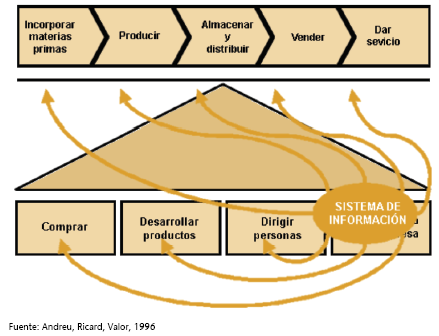 Incorporar
materias
primas
Producir
Almacenar
y
distribuir
Vender
Dar
sevicio
SISTEMA DE
INFORMACIÓN
Comprar
Desarrollar
productos
Dirigir
personas
Fuente: Andreu, Ricard, Valor, 1996